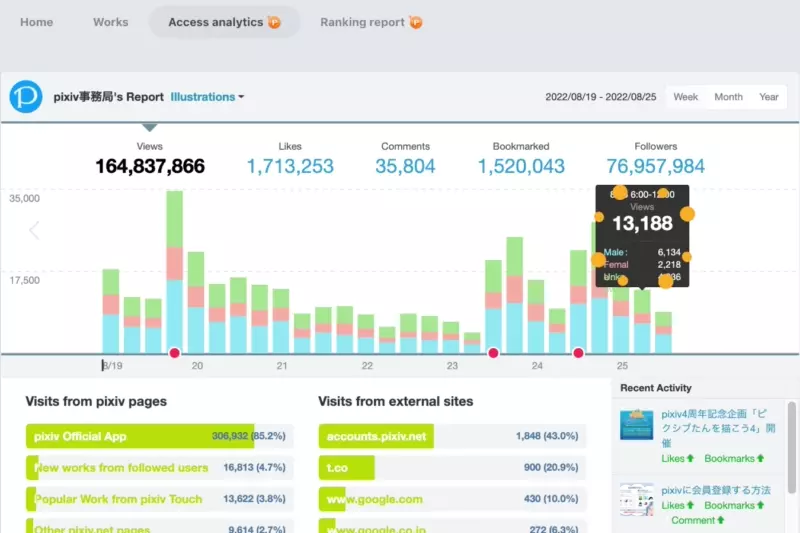 Home Works Access analytics Ranking report
pixiv事務局's Report Illustrations 2022/08/19 - 2022/08/25 Week Month Year
Views Likes Comments Bookmarked Followers
164,837,866 1,713,253 35,804 1,520,043 76,957,984
35,000
17,500
6:00-12:00
Views
13,188
Male : 6,134
Femal 2,218
Unk
8/19 20 21 22 23 24 25
Visits from pixiv pages
pixiv Official App 306,932 (85.2%)
New works from followed users 16,813 (4.7%)
Popular Work from pixiv Touch 13,622 (3.8%)
Other pixiv.net pages 9,614 (2.7%)
Visits from external sites
accounts.pixiv.net 1,848 (43.0%)
t.co 900 (20.9%)
www.google.com 430 (10.0%)
www.google.co.jp 272 (6.3%)
Recent Activity
pixiv4周年記念企画「ピ
クシブたんを描こう4」開
催
Likes Bookmarks
pixivに会員登録する方法
Likes Bookmarks
Comment